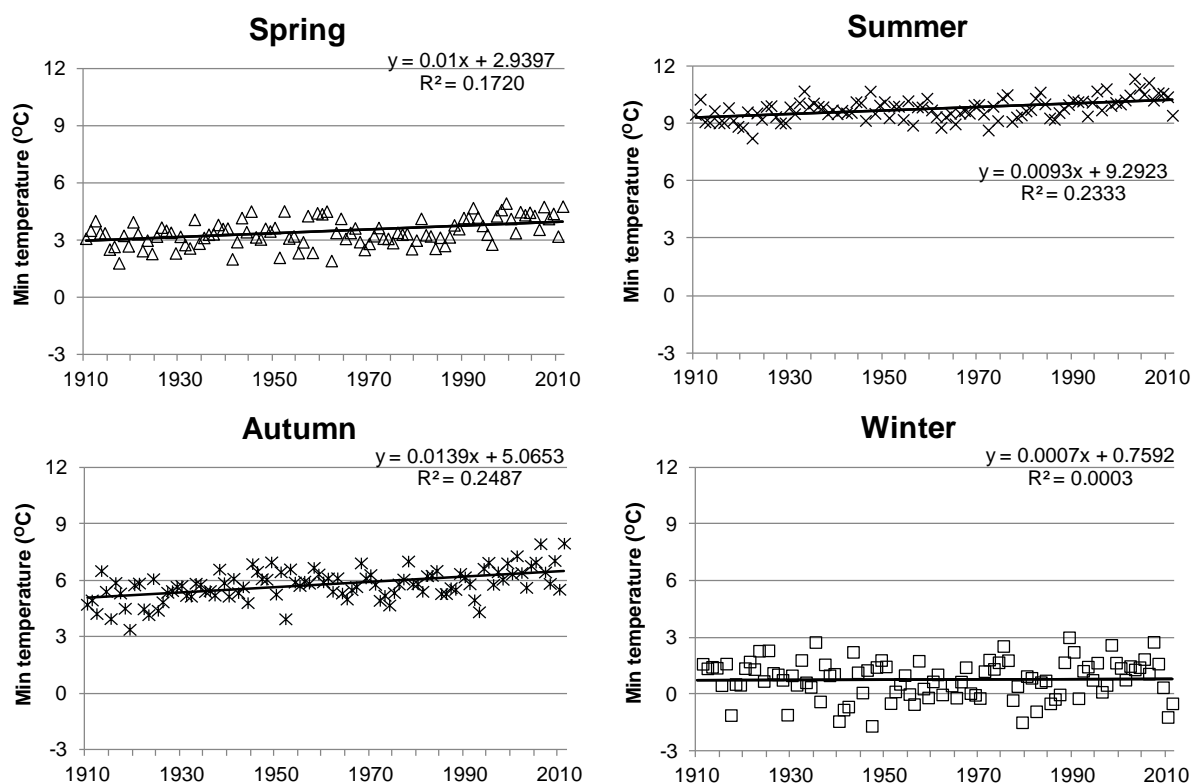 Spring
y = 0.01x + 2.9397
R² = 0.1720
Min temperature (⁰C)
12
9
6
3
0
-3
1910 1930 1950 1970 1990 2010
Summer
y = 0.0093x + 9.2923
R² = 0.2333
Min temperature (⁰C)
12
9
6
3
0
-3
1910 1930 1950 1970 1990 2010
Autumn
y = 0.0139x + 5.0653
R² = 0.2487
Min temperature (⁰C)
12
9
6
3
0
-3
1910 1930 1950 1970 1990 2010
Winter
y = 0.0007x + 0.7592
R² = 0.0003
Min temperature (⁰C)
12
9
6
3
0
-3
1910 1930 1950 1970 1990 2010